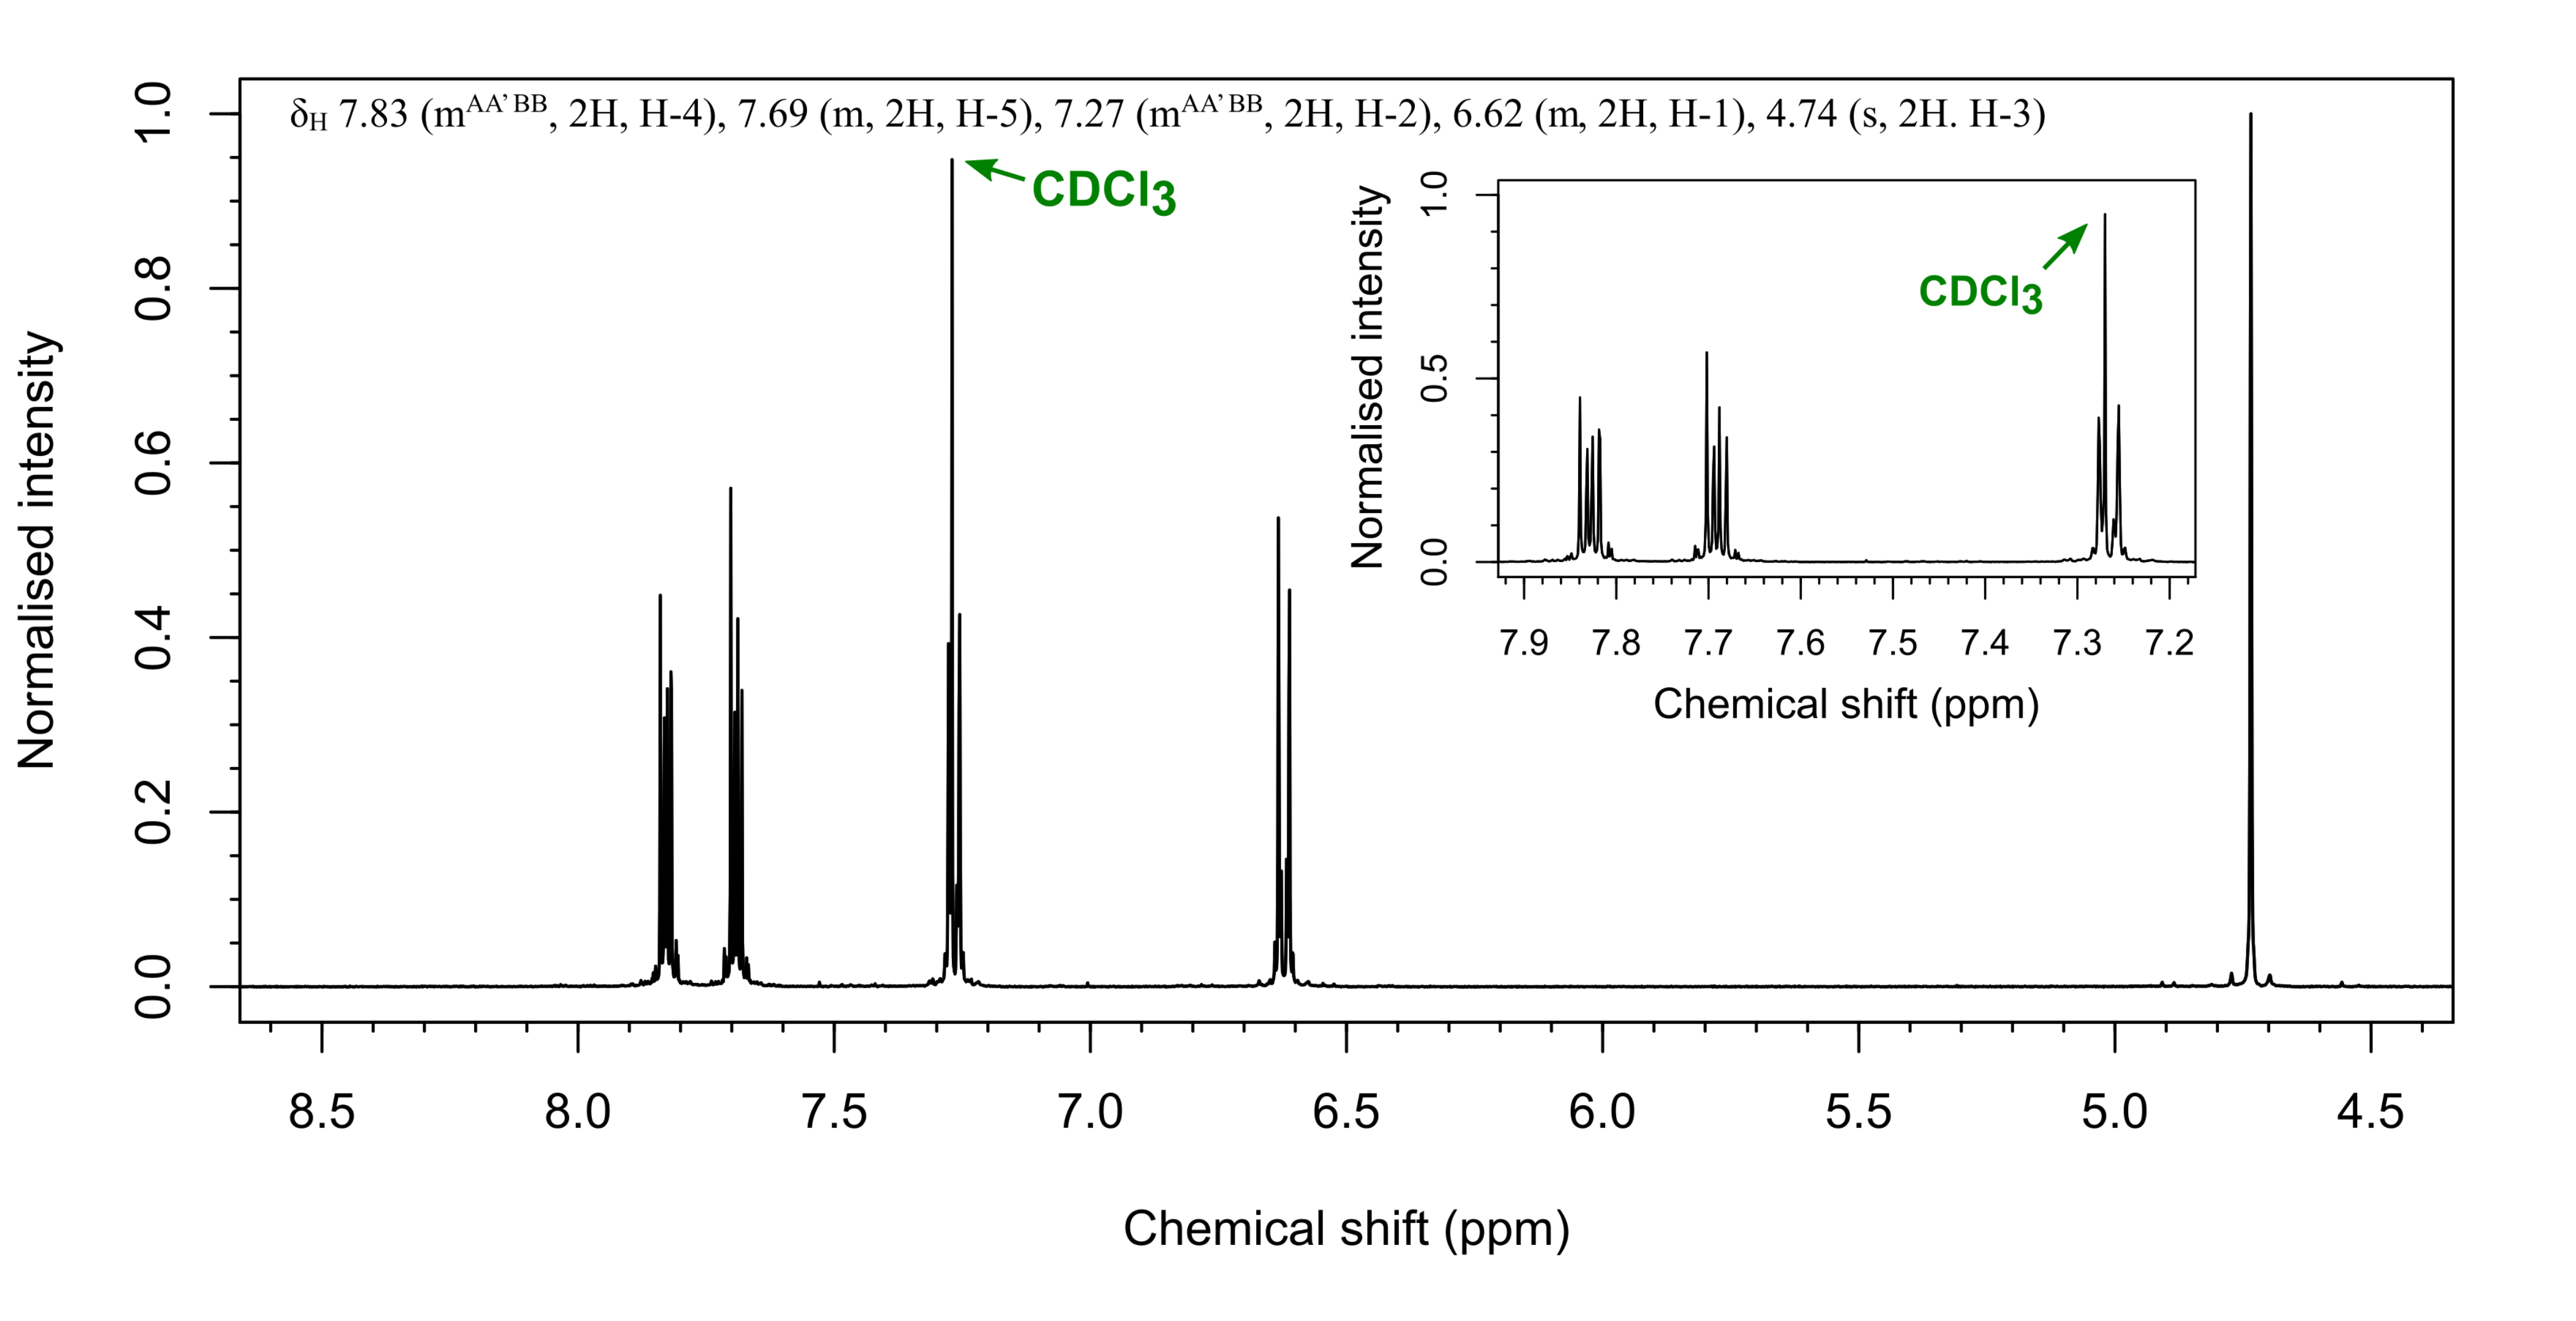 δH 7.83 (mAA’ BB, 2H, H-4), 7.69 (m, 2H, H-5), 7.27 (mAA’ BB, 2H, H-2), 6.62 (m, 2H, H-1), 4.74 (s, 2H. H-3)
CDCl3
Normalised intensity
1.0
0.8
0.6
0.4
0.2
0.0
8.5 8.0 7.5 7.0 6.5 6.0 5.5 5.0 4.5
Chemical shift (ppm)
Normalised intensity
1.0
0.5
0.0
CDCl3
7.9 7.8 7.7 7.6 7.5 7.4 7.3 7.2
Chemical shift (ppm)